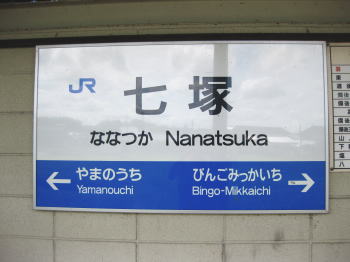 JR
七塚
ななつか Nanatsuka
← やまのうち びんごみっかいち →
Yamanouchi Bingo-Mikkaichi